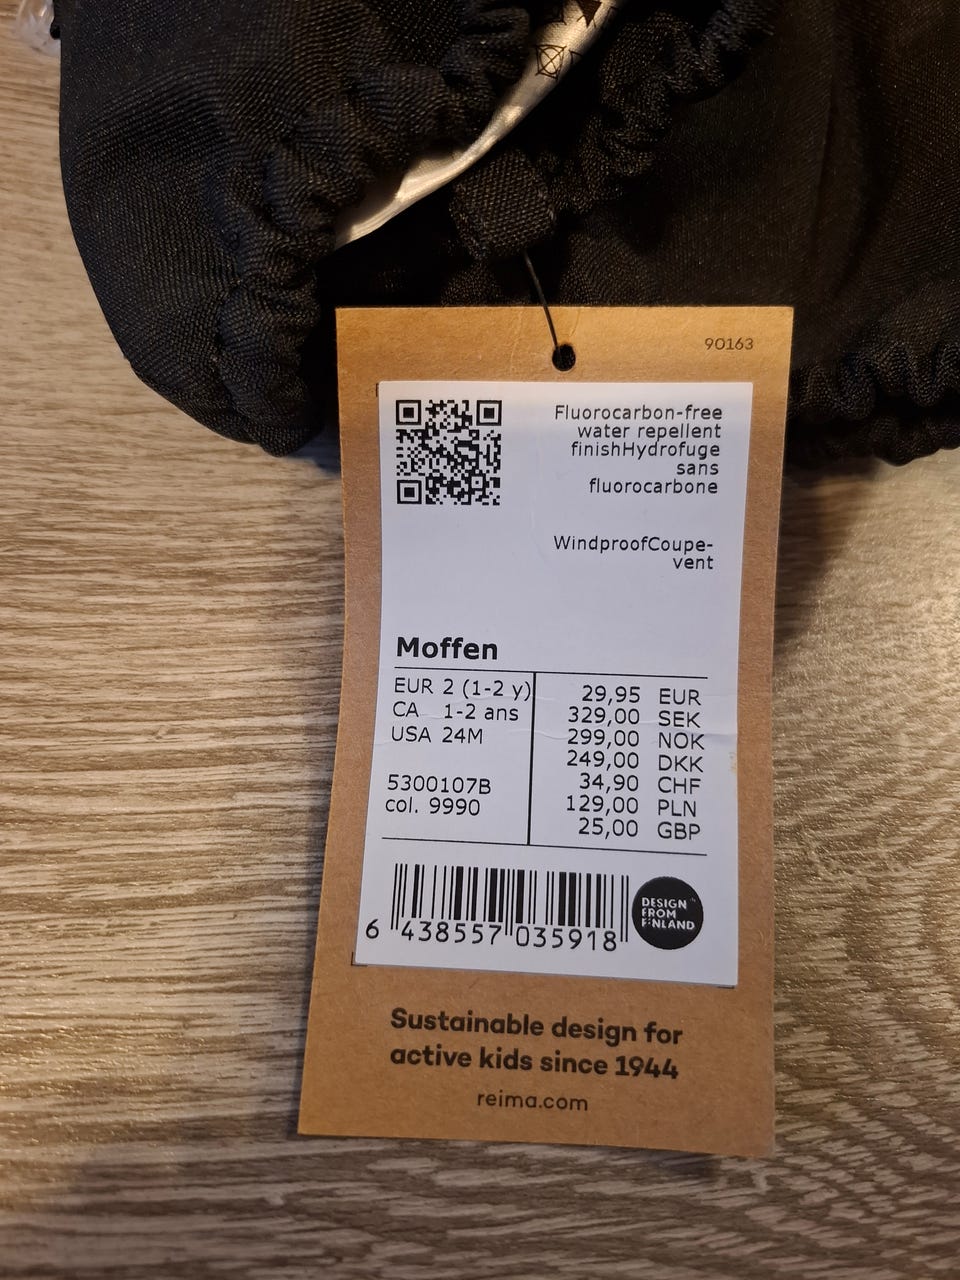 90163
Fluorocarbon-free
water repellent
finishHydrofuge
sans
fluorocarbone
WindproofCoupe-
vent
Moffen
EUR 2 (1-2 y)
CA 1-2 ans
USA 24M
5300107B
col. 9990
29,95 EUR
329,00 SEK
299,00 NOK
249,00 DKK
34,90 CHF
129,00 PLN
25,00 GBP
6 438557 035918
DESIGN
FROM
FINLAND
Sustainable design for
active kids since 1944
reima.com